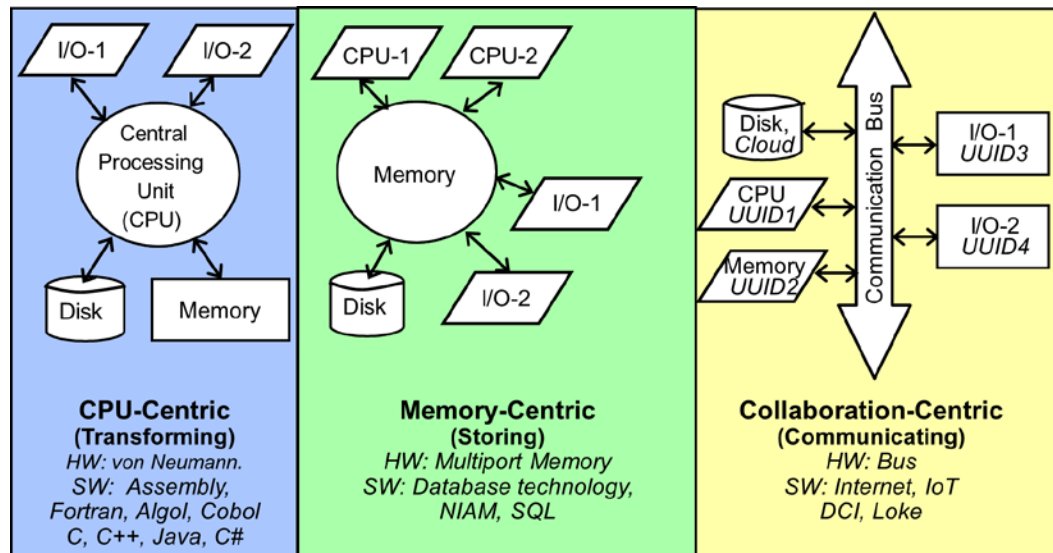 I/O-1
I/O-2
Central
Processing
Unit
(CPU)
Disk
Memory
CPU-Centric
(Transforming)
HW: von Neumann.
SW: Assembly,
Fortran, Algol, Cobol
C, C++, Java, C#
CPU-1
CPU-2
Memory
I/O-1
I/O-2
Disk
Memory-Centric
(Storing)
HW: Multiport Memory
SW: Database technology,
NIAM, SQL
Disk,
Cloud
CPU
UUID1
Memory
UUID2
Communication Bus
I/O-1
UUID3
I/O-2
UUID4
Collaboration-Centric
(Communicating)
HW: Bus
SW: Internet, IoT
DCI, Loke